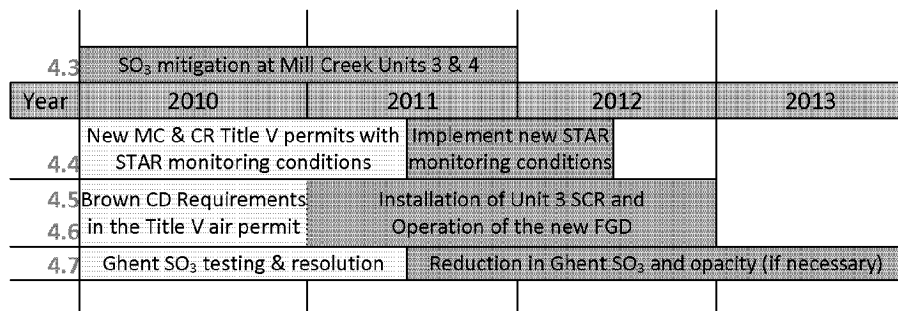 4.3 SO₃ mitigation at Mill Creek Units 3 & 4
Year 2010 2011 2012 2013
New MC & CR Title V permits with
STAR monitoring conditions
4.4
Implement new STAR
monitoring conditions
4.5
4.6
Brown CD Requirements
in the Title V air permit
Installation of Unit 3 SCR and
Operation of the new FGD
4.7 Ghent SO₃ testing & resolution Reduction in Ghent SO₃ and opacity (if necessary)